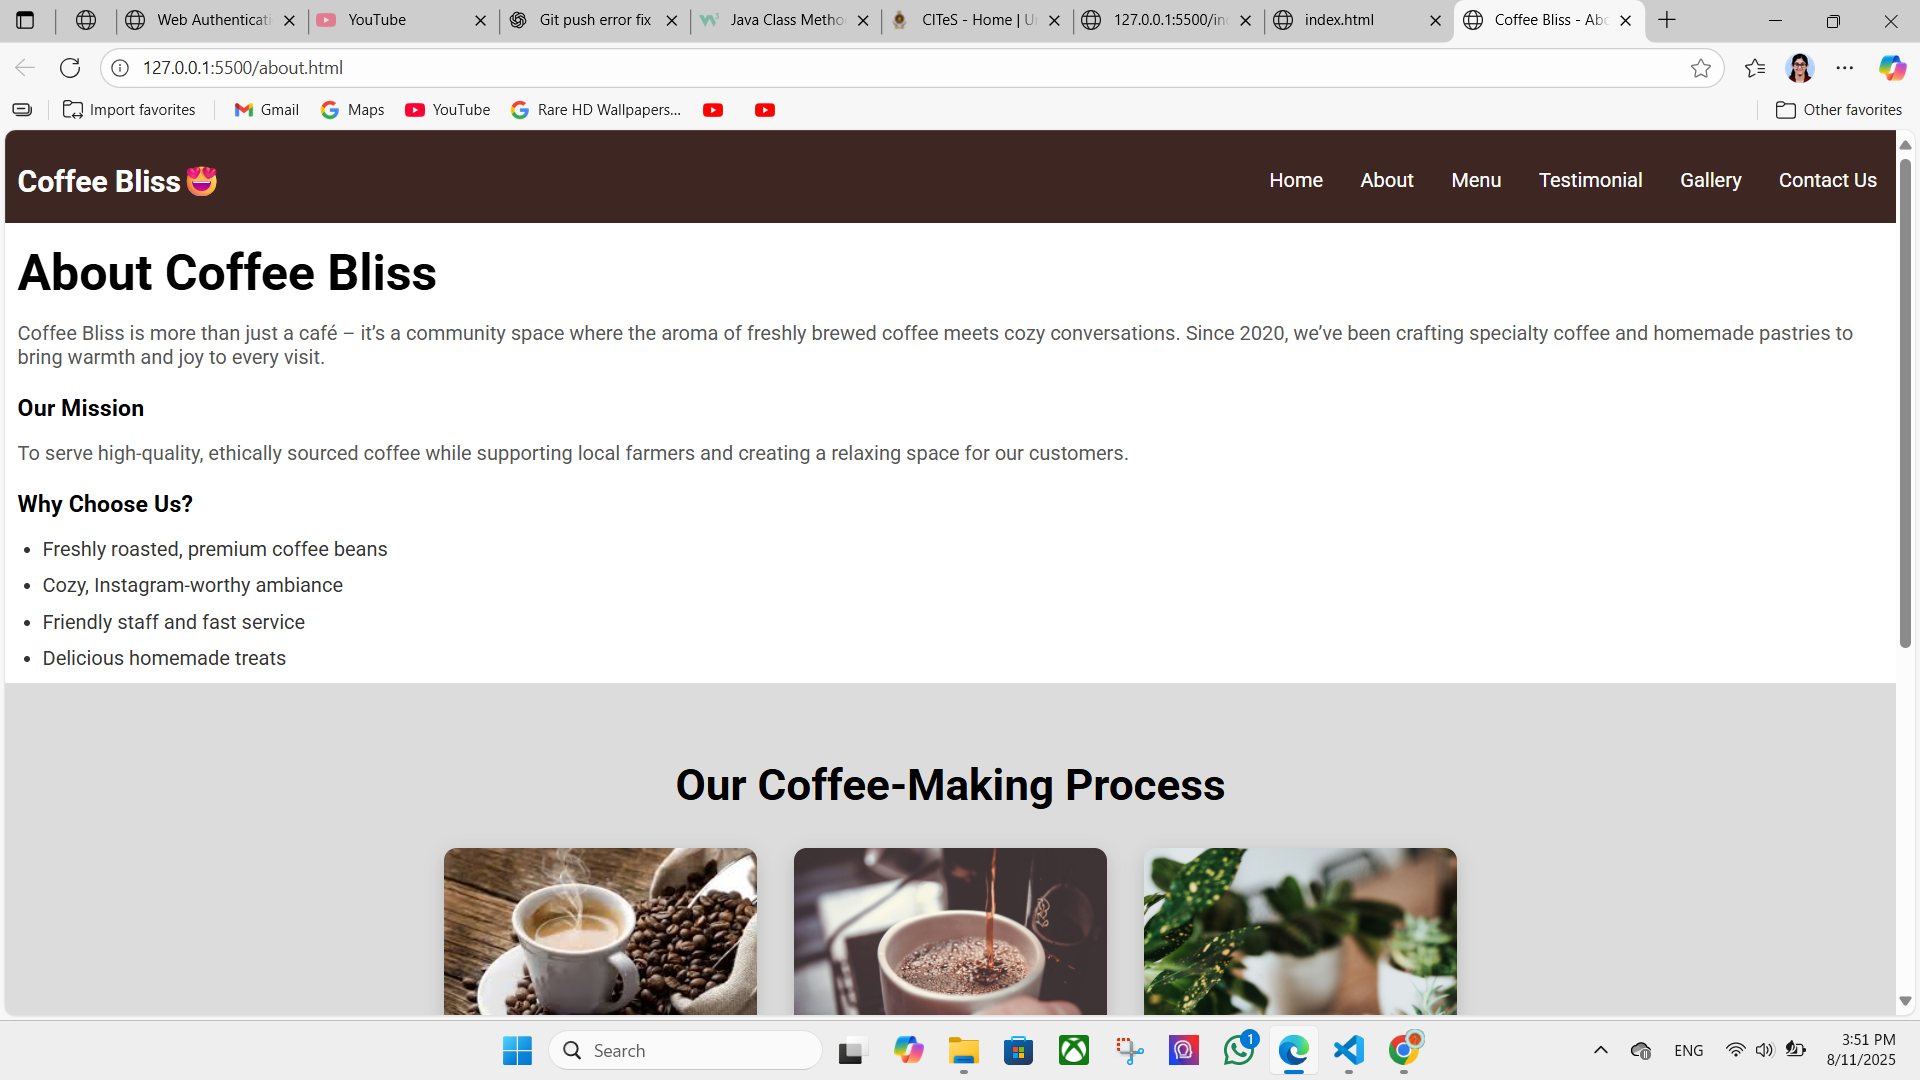 Web Authenticati
YouTube
Git push error fix
Java Class Metho
CITeS - Home | U
127.0.0.1:5500/in
index.html
Coffee Bliss - Abo
127.0.0.1:5500/about.html
Import favorites
Gmail
Maps
YouTube
Rare HD Wallpapers...
Other favorites
Coffee Bliss
Home
About
Menu
Testimonial
Gallery
Contact Us
About Coffee Bliss
Coffee Bliss is more than just a café – it’s a community space where the aroma of freshly brewed coffee meets cozy conversations. Since 2020, we’ve been crafting specialty coffee and homemade pastries to
bring warmth and joy to every visit.
Our Mission
To serve high-quality, ethically sourced coffee while supporting local farmers and creating a relaxing space for our customers.
Why Choose Us?
• Freshly roasted, premium coffee beans
• Cozy, Instagram-worthy ambiance
• Friendly staff and fast service
• Delicious homemade treats
Our Coffee-Making Process
Search
1
ENG
3:51 PM
8/11/2025